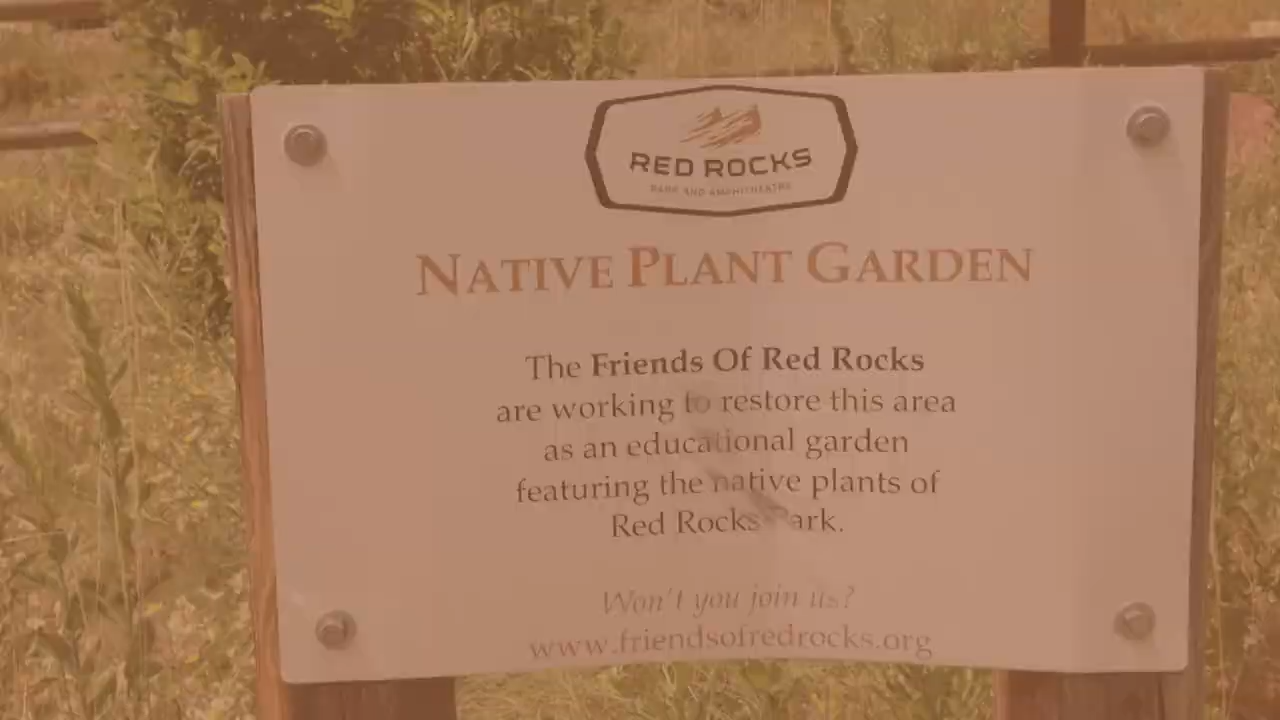 RED ROCKS
PARK AND AMPHITHEATRE
NATIVE PLANT GARDEN
The Friends Of Red Rocks
are working to restore this area
as an educational garden
featuring the native plants of
Red Rocks Park.
Won't you join us?
www.friendsofredrocks.org